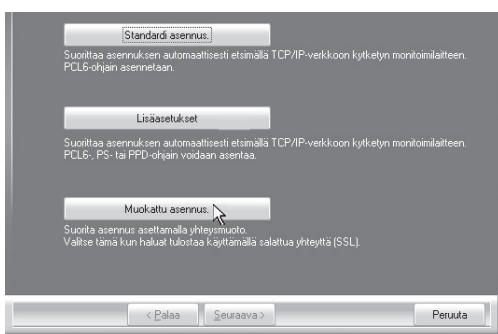 Standardi asennus.
Suorittaa asennuksen automaattisesti etsimällä TCP/IP-verkkoon kytketyn monitoimilaitteen.
PCL6-ohjain asennetaan.
Lisäasetukset
Suorittaa asennuksen automaattisesti etsimällä TCP/IP-verkkoon kytketyn monitoimilaitteen.
PCL6-, PS- tai PPD-ohjain voidaan asentaa.
Muokattu asennus.
Suorita asennus asettamalla yhteysmuoto.
Valitse tämä kun haluat tulostaa käyttämällä salattua yhteyttä (SSL).
< Palaa Seuraava > Peruuta